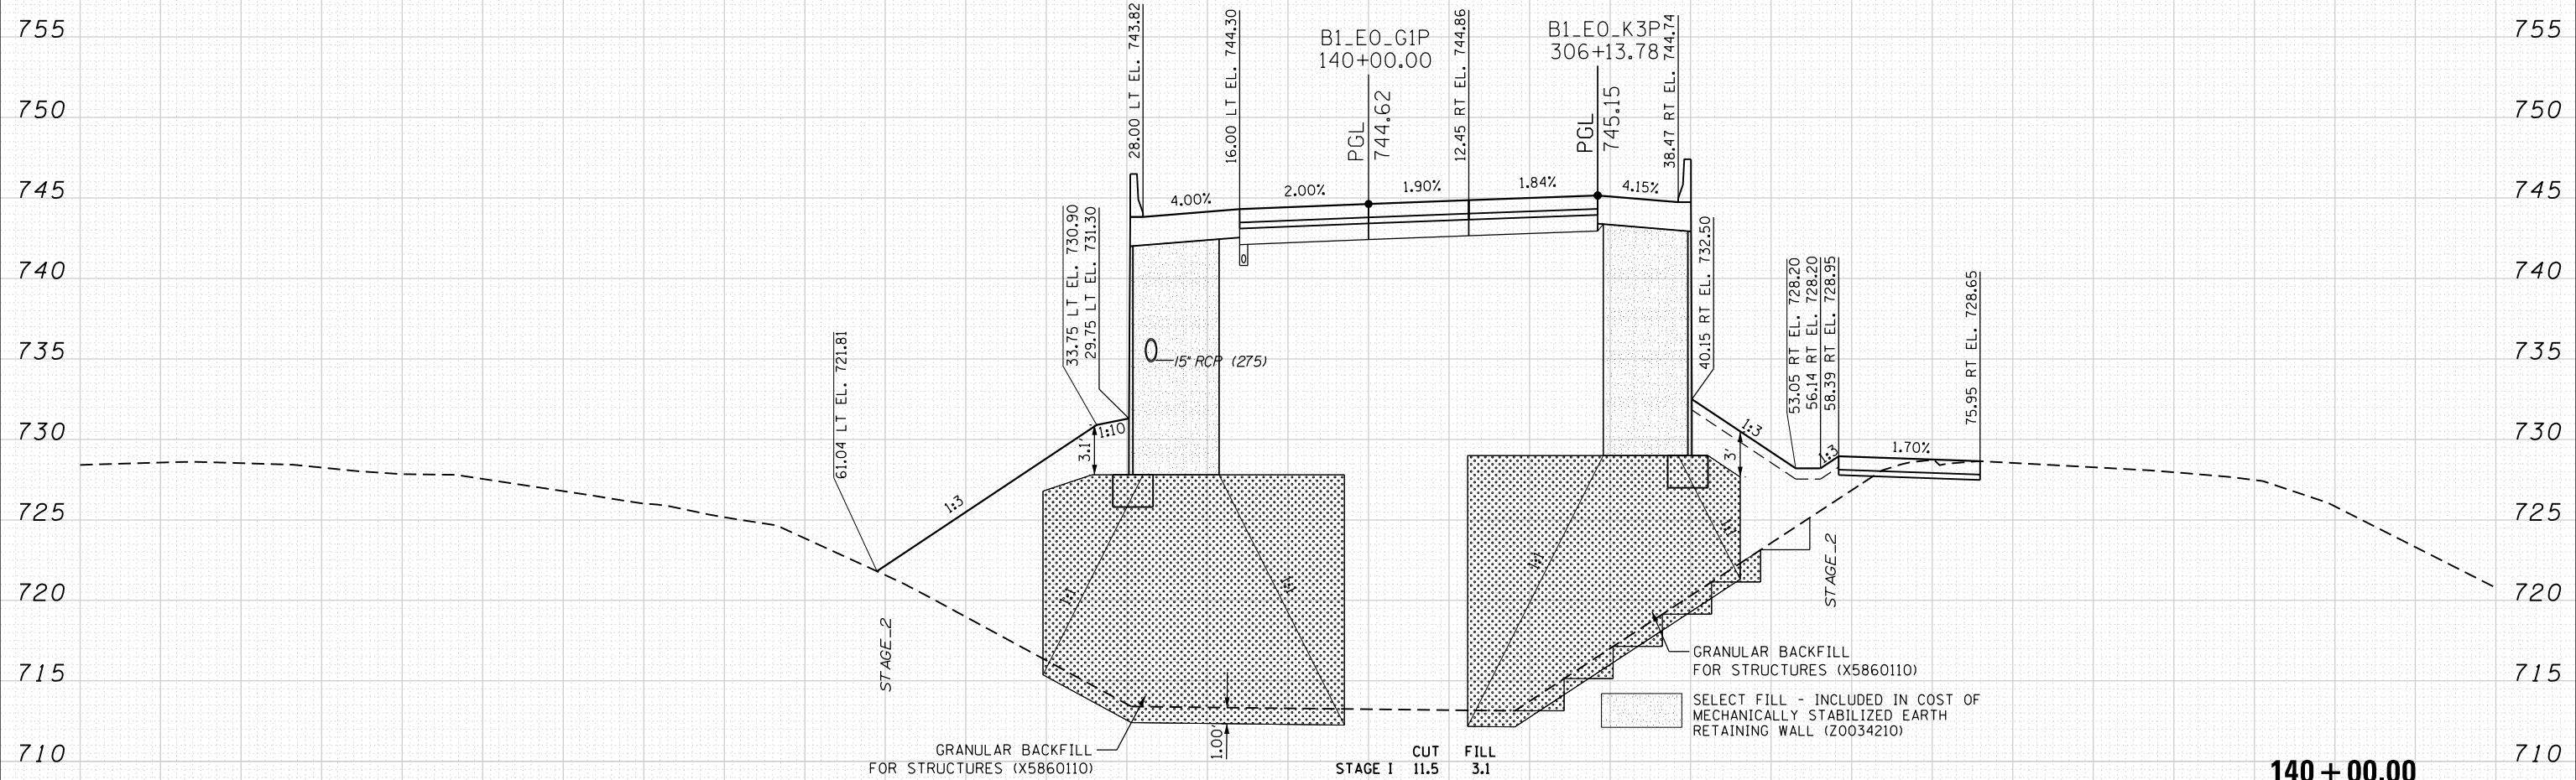 755
750
745
740
735
730
725
720
715
710
28.00 LT EL. 743.82
16.00 LT EL. 744.30
B1_EO_G1P
140+00.00
PGL
744.62
12.45 RT EL. 744.86
B1_EO_K3P
306+13.78
PGL
745.15
38.47 RT EL. 744.74
4.00%
2.00%
1.90%
1.84%
4.15%
33.75 LT EL. 730.90
29.75 LT EL. 731.30
61.04 LT EL. 721.81
40.15 RT EL. 732.50
53.05 RT EL. 728.20
56.14 RT EL. 728.20
58.39 RT EL. 728.95
75.95 RT EL. 728.65
15" RCP (275)
1:3
3.1'
1:10
1:3
3'
1:3
1.70%
1:1
1:1
1:1
1:1
STAGE_2
STAGE_2
1.00'
GRANULAR BACKFILL
FOR STRUCTURES (X5860110)
GRANULAR BACKFILL
FOR STRUCTURES (X5860110)
SELECT FILL - INCLUDED IN COST OF
MECHANICALLY STABILIZED EARTH
RETAINING WALL (Z0034210)
CUT FILL
STAGE I 11.5 3.1
140+00.00
755
750
745
740
735
730
725
720
715
710